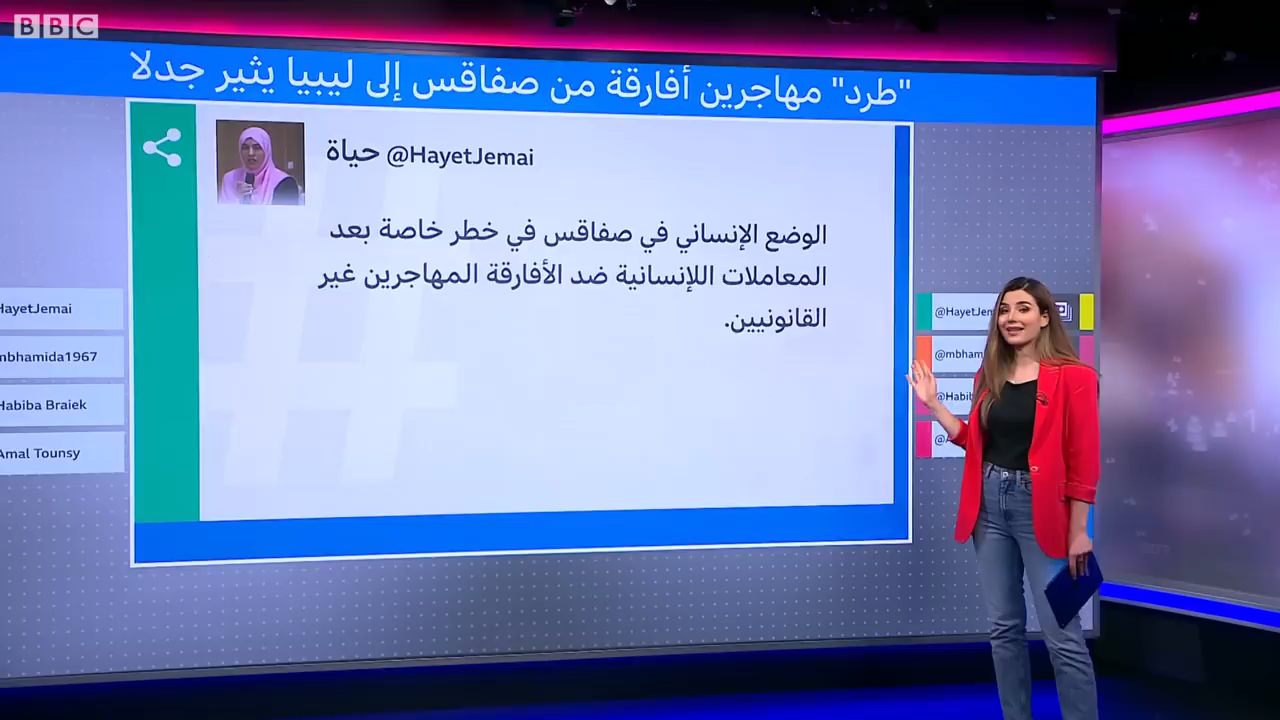 BBC
"طرد" مهاجرين أفارقة من صفاقس إلى ليبيا يثير جدلا
حياة @HayetJemai
الوضع الإنساني في صفاقس في خطر خاصة بعد
المعاملات اللاإنسانية ضد الأفارقة المهاجرين غير
القانونيين.
HayetJemai
mbhamida1967
Habiba Braiek
Amal Tounsy
@HayetJem
@mbham
@Habi
@A